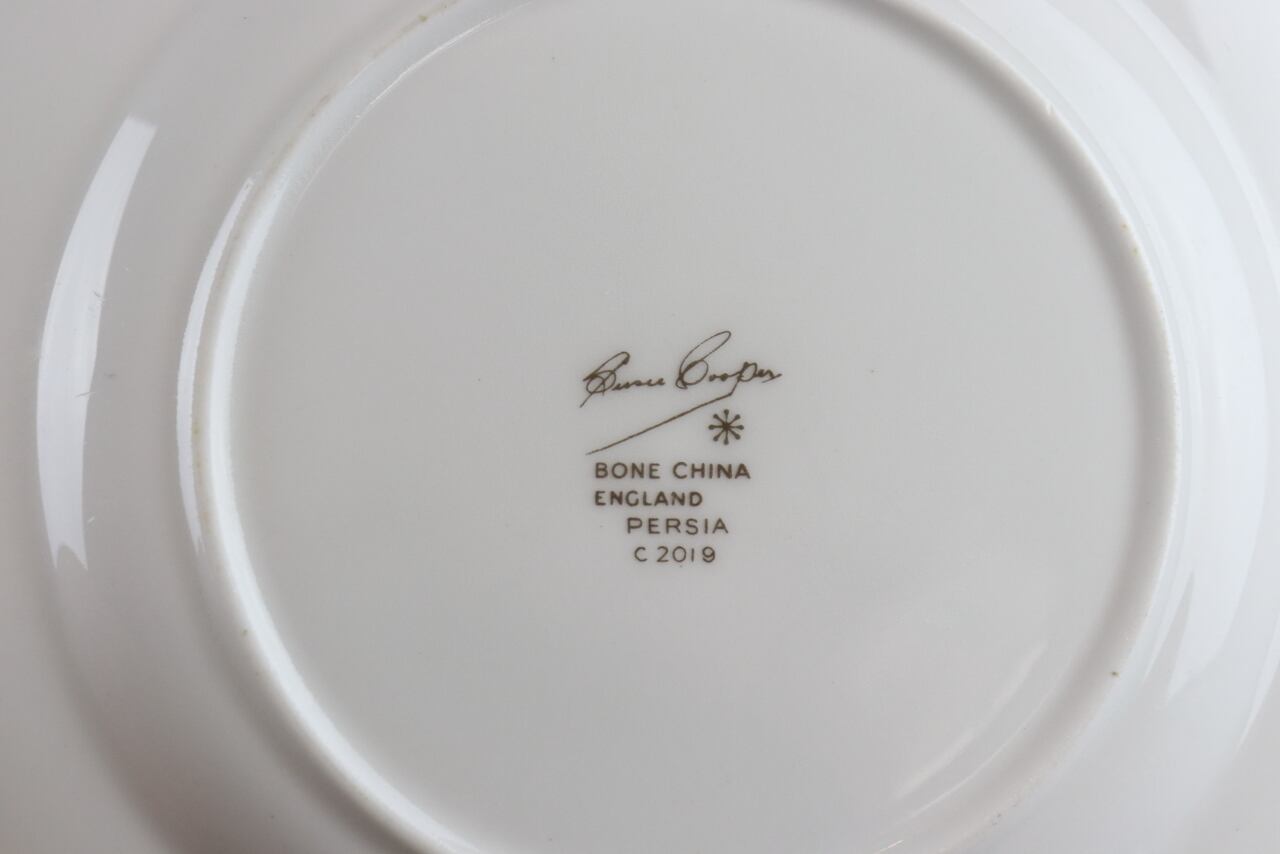 Susie Cooper
BONE CHINA
ENGLAND
PERSIA
C 2019